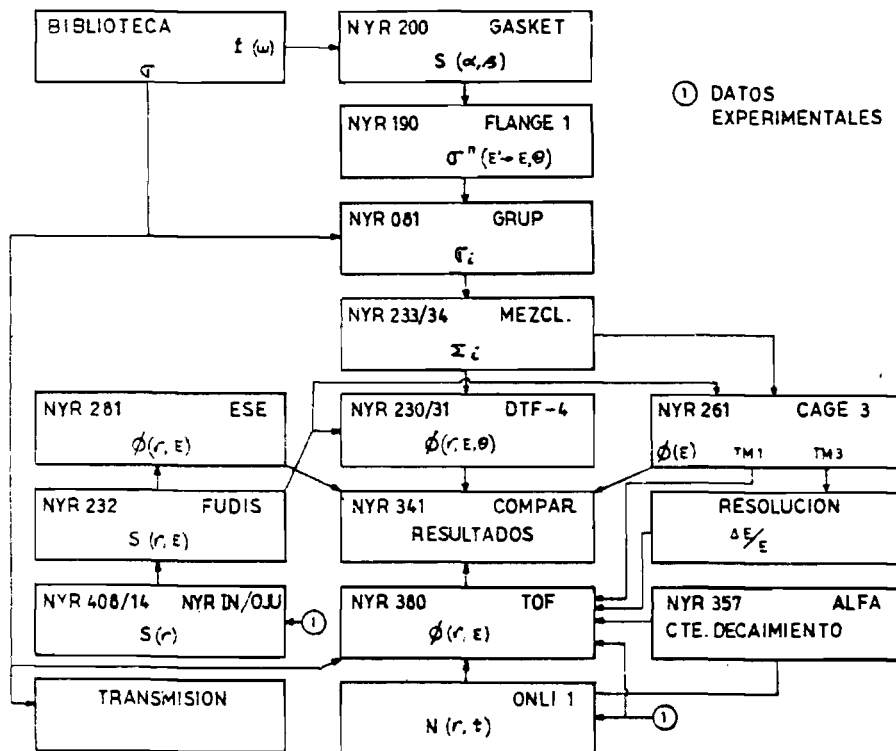 BIBLIOTECA
f (ω)
σ
NYR 200 GASKET
S (α,β)
① DATOS
EXPERIMENTALES
NYR 190 FLANGE 1
σⁿ (E'→E,θ)
NYR 081 GRUP
σi
NYR 233/34 MEZCL.
Σi
NYR 281 ESE
ϕ(r, E)
NYR 230/31 DTF-4
ϕ(r,E,θ)
NYR 261 CAGE 3
ϕ(E) TM1 TM3
NYR 232 FUDIS
S (r,E)
NYR 341 COMPAR.
RESULTADOS
RESOLUCION
ΔE/E
NYR 408/14 NYR IN/OJU
S(r)
①
NYR 380 TOF
ϕ(r,E)
NYR 357 ALFA
CTE. DECAIMIENTO
TRANSMISION
ONLI 1
N (r, t)
①